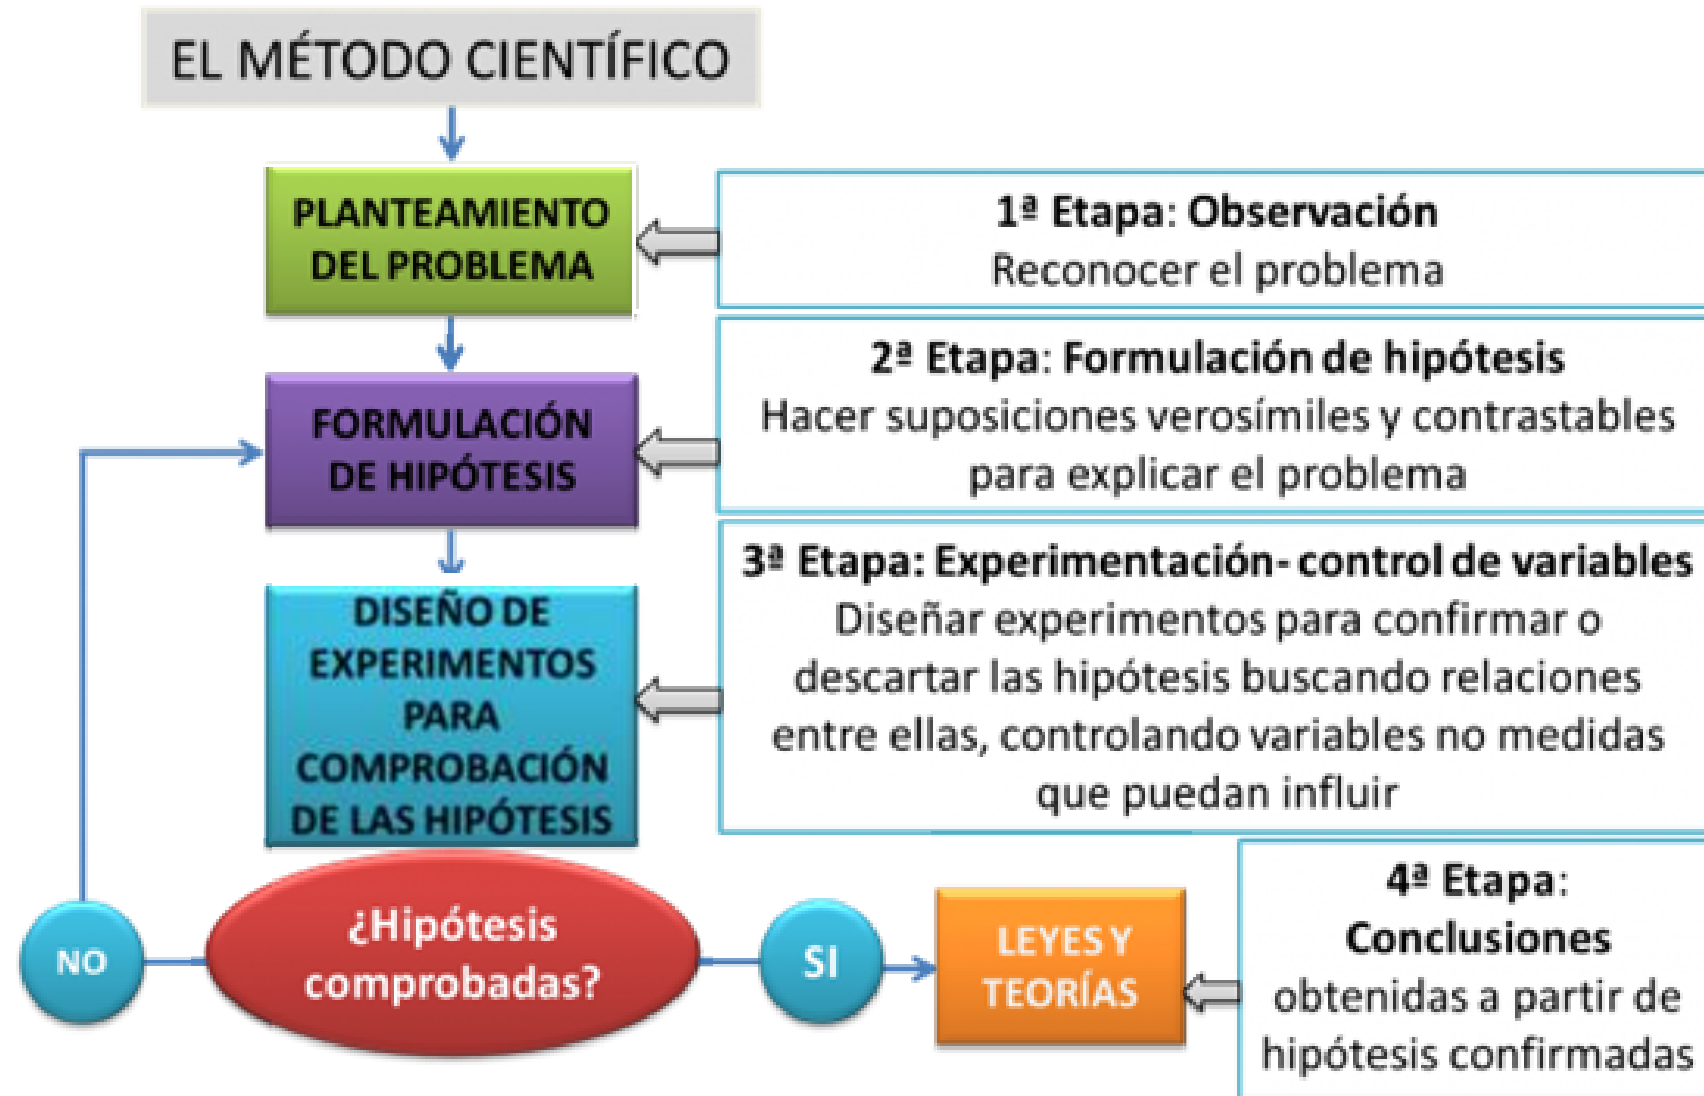 EL MÉTODO CIENTÍFICO
PLANTEAMIENTO
DEL PROBLEMA
1ª Etapa: Observación
Reconocer el problema
FORMULACIÓN
DE HIPÓTESIS
2ª Etapa: Formulación de hipótesis
Hacer suposiciones verosímiles y contrastables
para explicar el problema
DISEÑO DE
EXPERIMENTOS
PARA
COMPROBACIÓN
DE LAS HIPÓTESIS
3ª Etapa: Experimentación- control de variables
Diseñar experimentos para confirmar o
descartar las hipótesis buscando relaciones
entre ellas, controlando variables no medidas
que puedan influir
NO
¿Hipótesis
comprobadas?
SI
LEYES Y
TEORÍAS
4ª Etapa:
Conclusiones
obtenidas a partir de
hipótesis confirmadas